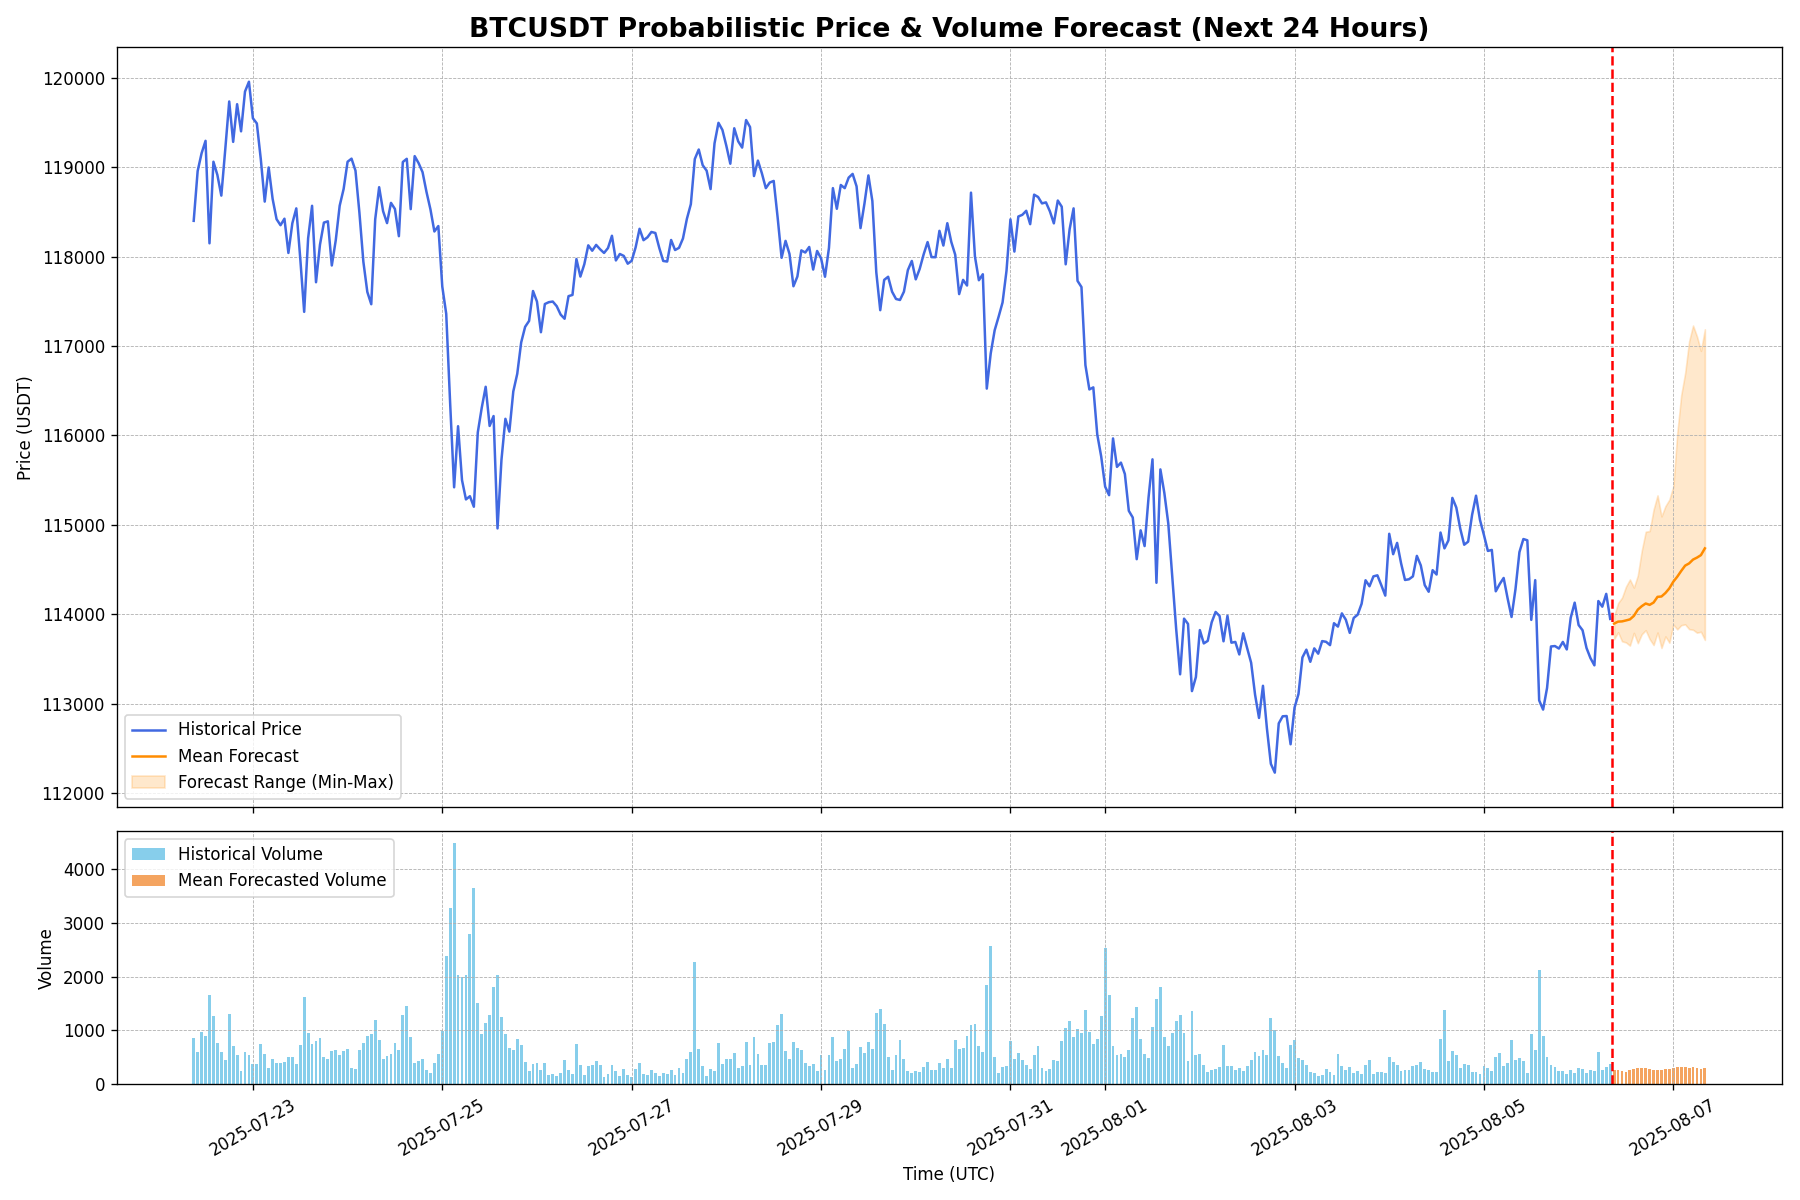 BTCUSDT Probabilistic Price & Volume Forecast (Next 24 Hours)
120000
119000
118000
117000
116000
115000
114000
113000
112000
Price (USDT)
Historical Price
Mean Forecast
Forecast Range (Min-Max)
4000
3000
2000
1000
0
Volume
Historical Volume
Mean Forecasted Volume
2025-07-23
2025-07-25
2025-07-27
2025-07-29
2025-07-31
2025-08-01
2025-08-03
2025-08-05
2025-08-07
Time (UTC)